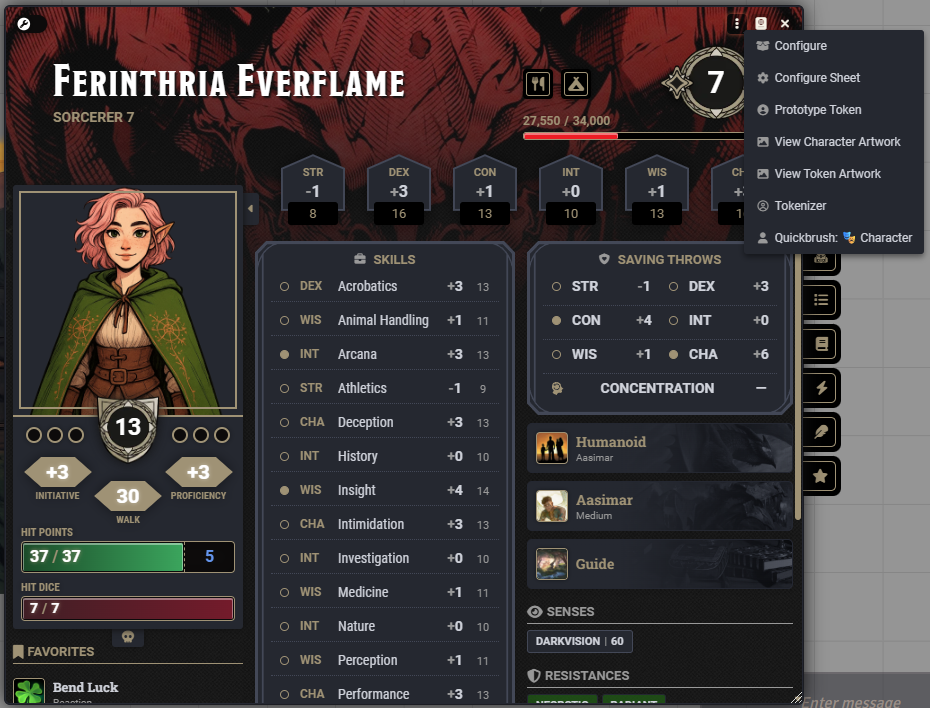 Ferinthria Everflame
SORCERER 7
27,550 / 34,000
7
Configure
Configure Sheet
Prototype Token
View Character Artwork
View Token Artwork
Tokenizer
Quickbrush: 🎭 Character
STR
-1
8
DEX
+3
16
CON
+1
13
INT
+0
10
WIS
+1
13
13
+3
INITIATIVE
30
WALK
+3
PROFICIENCY
HIT POINTS
37 / 37
5
HIT DICE
7 / 7
FAVORITES
Bend Luck
Reaction
SKILLS
DEX Acrobatics +3 13
WIS Animal Handling +1 11
INT Arcana +3 13
STR Athletics -1 9
CHA Deception +3 13
INT History +0 10
WIS Insight +4 14
CHA Intimidation +3 13
INT Investigation +0 10
WIS Medicine +1 11
INT Nature +0 10
WIS Perception +1 11
CHA Performance +3 13
SAVING THROWS
STR -1 DEX +3
CON +4 INT +0
WIS +1 CHA +6
CONCENTRATION —
Humanoid
Aasimar
Aasimar
Medium
Guide
SENSES
DARKVISION | 60
RESISTANCES
NECROTIC RADIANT
Enter message